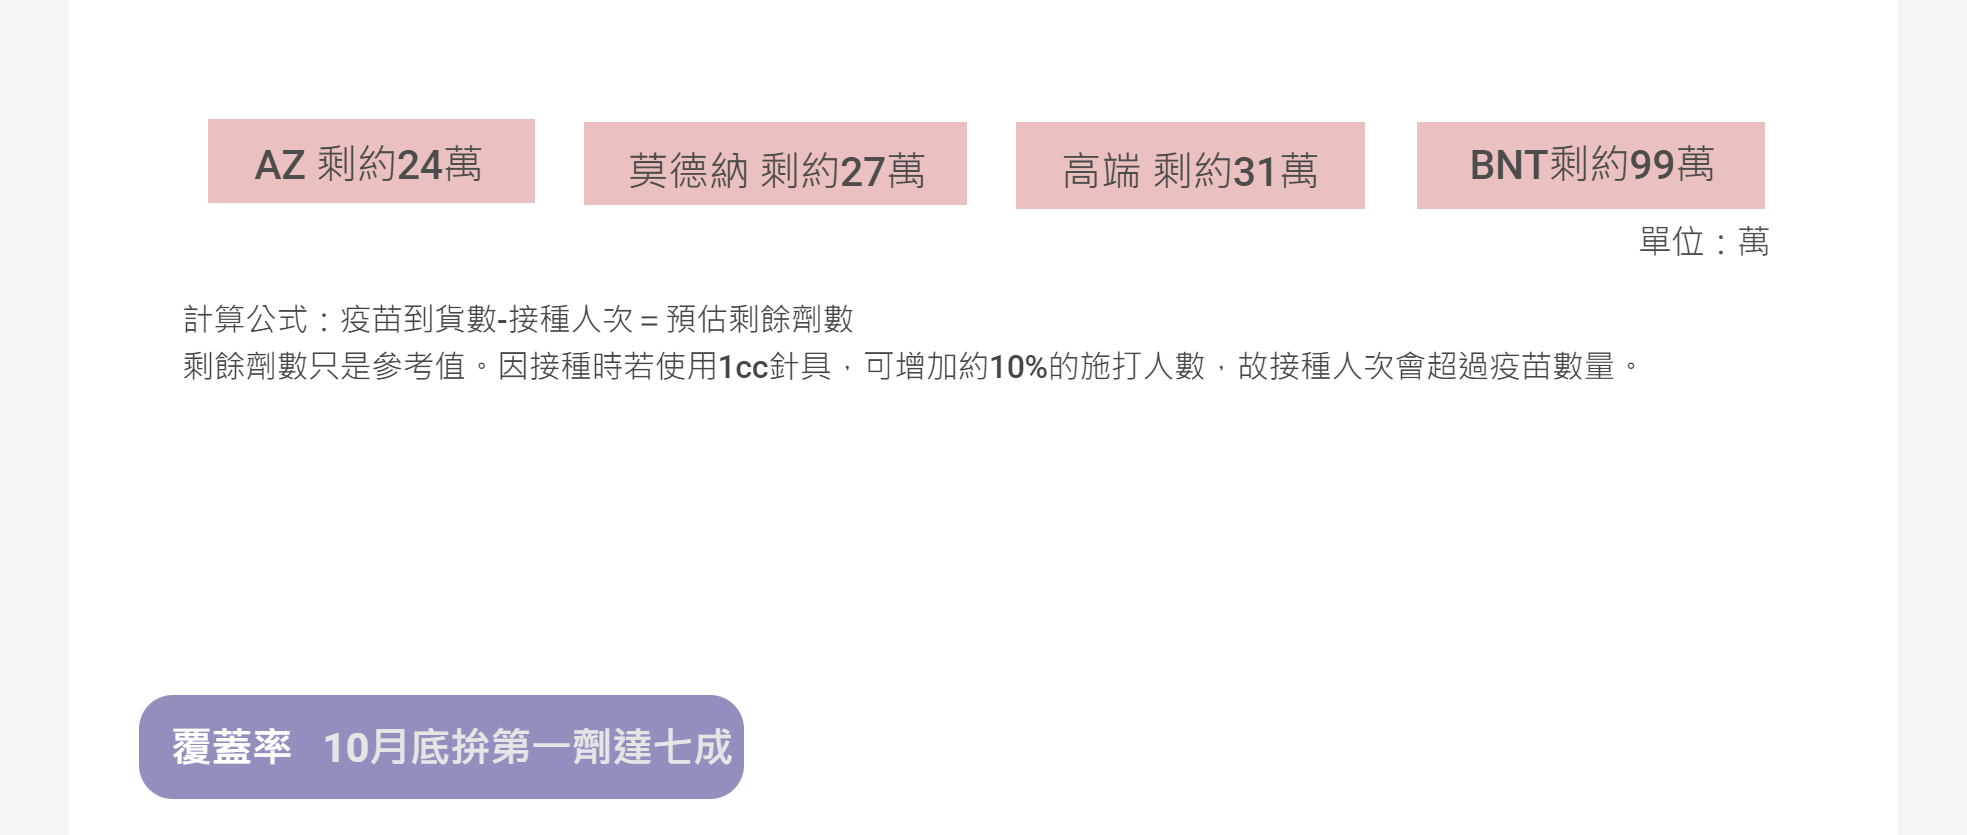 AZ 剩約24萬
莫德納 剩約27萬
高端 剩約31萬
BNT剩約99萬
單位：萬
計算公式：疫苗到貨數-接種人次＝預估剩餘劑數
剩餘劑數只是參考值。因接種時若使用1cc針具，可增加約10%的施打人數，故接種人次會超過疫苗數量。
覆蓋率 10月底拚第一劑達七成